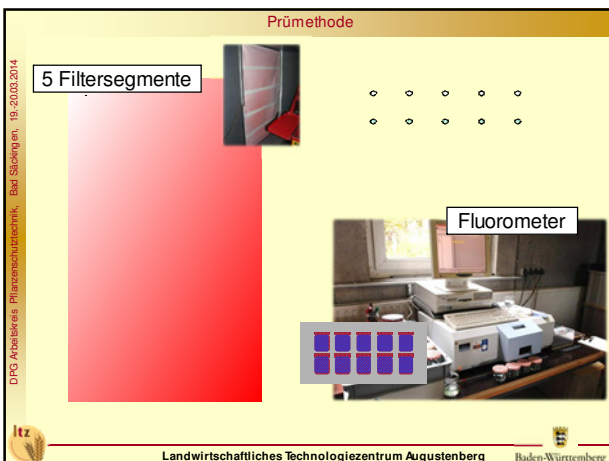 Prümethode
5 Filtersegmente
DPG Arbeitskreis Pflanzenschutztechnik, Bad Säckingen, 19.-20.03.2014
Fluorometer
ltz
Landwirtschaftliches Technologiezentrum Augustenberg
Baden-Württemberg